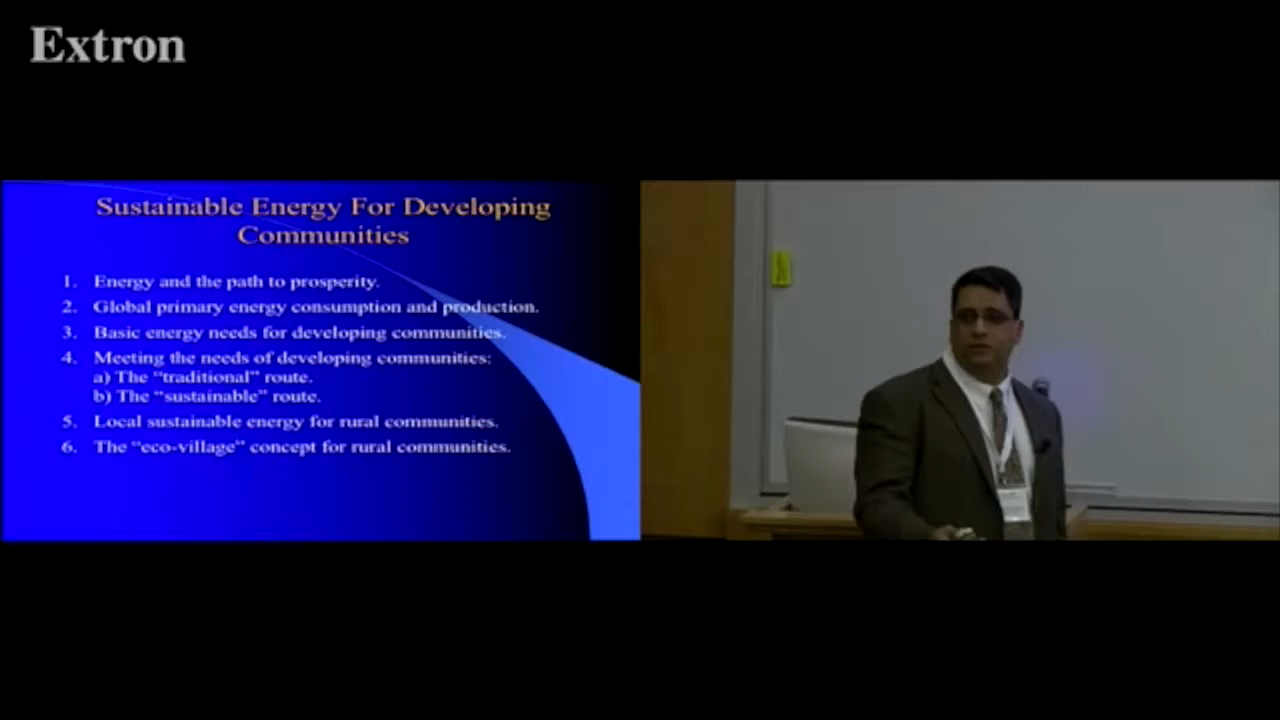 Extron
Sustainable Energy For Developing
Communities
1. Energy and the path to prosperity.
2. Global primary energy consumption and production.
3. Basic energy needs for developing communities.
4. Meeting the needs of developing communities:
a) The "traditional" route.
b) The "sustainable" route.
5. Local sustainable energy for rural communities.
6. The "eco-village" concept for rural communities.